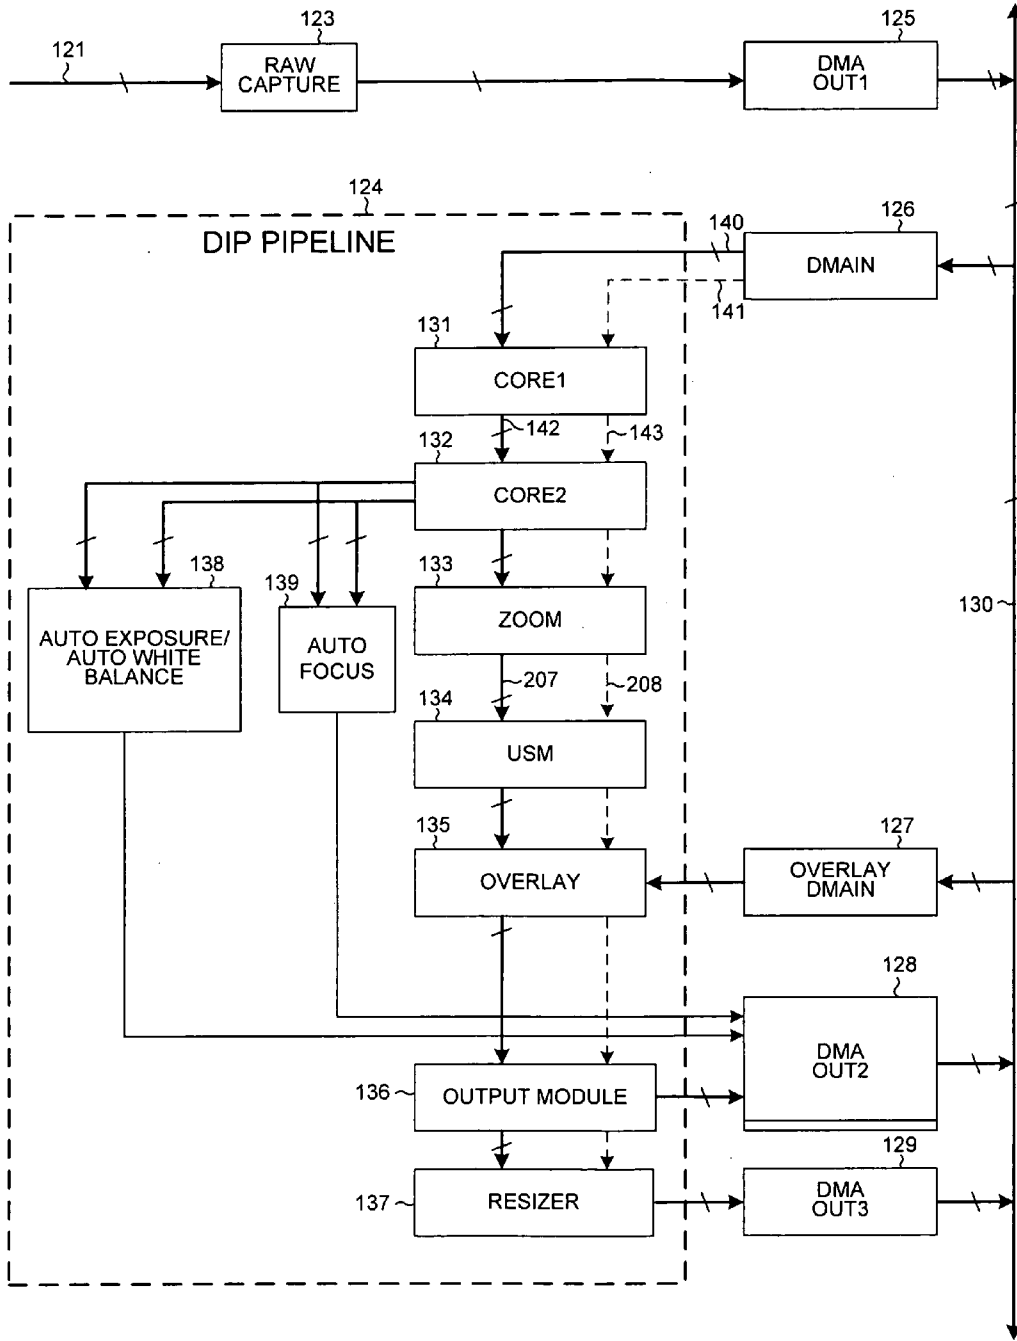 123
125
121
RAW
CAPTURE
DMA
OUT1
124
DIP PIPELINE
140
126
DMAIN
141
131
CORE1
142
143
132
CORE2
138
139
133
AUTO EXPOSURE/
AUTO WHITE
BALANCE
AUTO
FOCUS
ZOOM
130
207
208
134
USM
135
127
OVERLAY
OVERLAY
DMAIN
128
DMA
OUT2
136
OUTPUT MODULE
129
137
RESIZER
DMA
OUT3